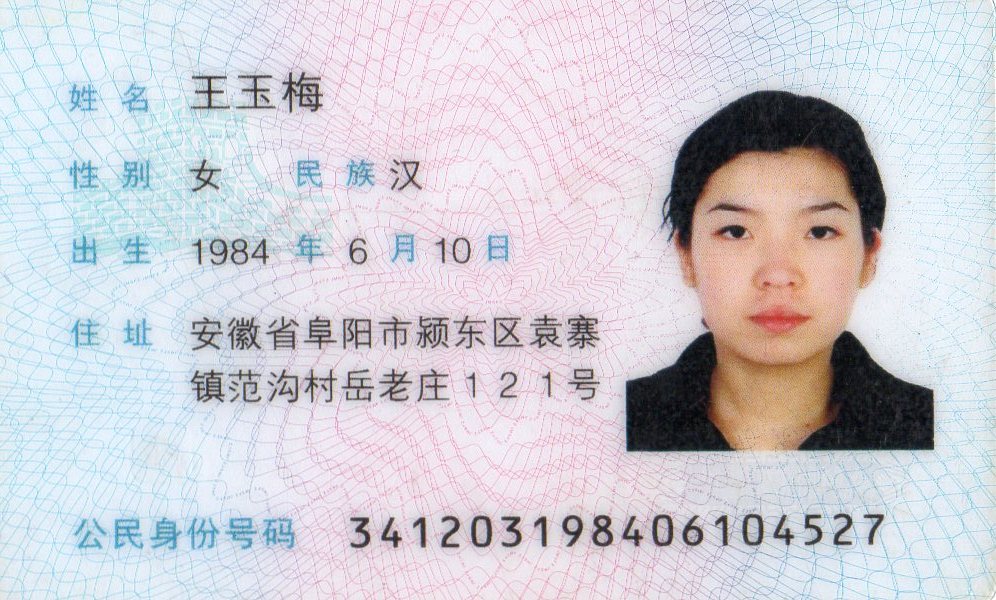 姓名 王玉梅
性别 女 民族 汉
出生 1984 年 6 月 10 日
住址 安徽省阜阳市颍东区袁寨
镇范沟村岳老庄121号
公民身份号码 341203198406104527